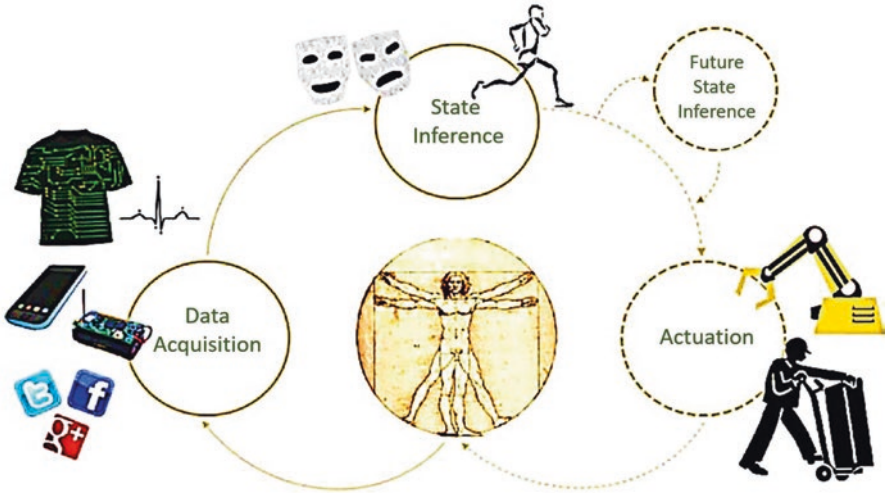 State
Inference
Future
State
Inference
Data
Acquisition
Actuation